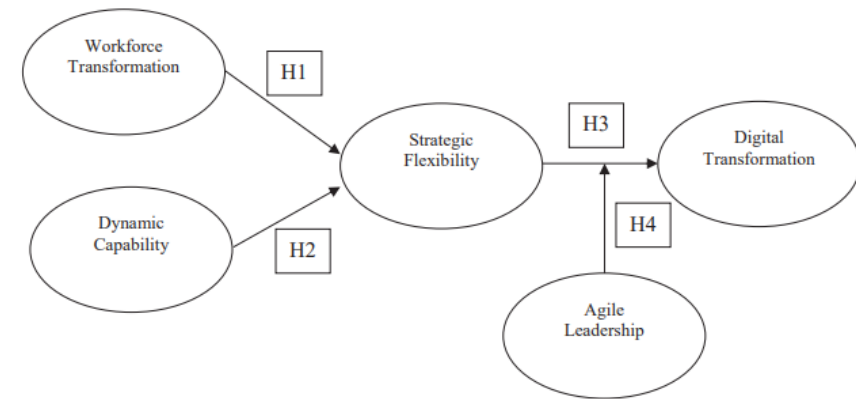 Workforce
Transformation
H1
Strategic
Flexibility
H3
Digital
Transformation
Dynamic
Capability
H2
H4
Agile
Leadership